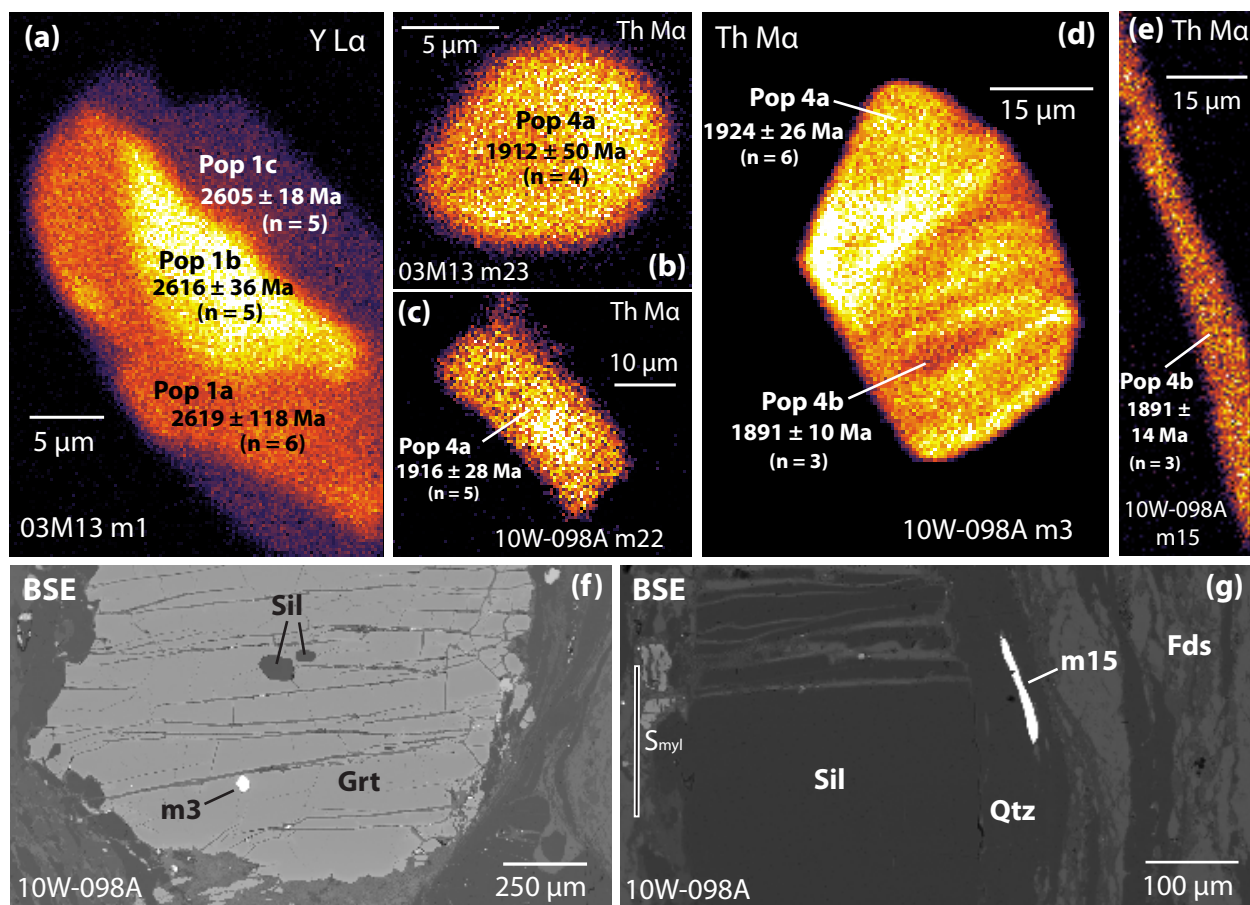 (a)
Y Lα
Pop 1c
2605 ± 18 Ma
(n = 5)
Pop 1b
2616 ± 36 Ma
(n = 5)
Pop 1a
2619 ± 118 Ma
(n = 6)
5 µm
03M13 m1
5 µm
Th Mα
Pop 4a
1912 ± 50 Ma
(n = 4)
03M13 m23
(b)
(c)
Th Mα
10 µm
Pop 4a
1916 ± 28 Ma
(n = 5)
10W-098A m22
Th Mα
(d)
15 µm
Pop 4a
1924 ± 26 Ma
(n = 6)
Pop 4b
1891 ± 10 Ma
(n = 3)
10W-098A m3
(e) Th Mα
15 µm
Pop 4b
1891 ±
14 Ma
(n = 3)
10W-098A
m15
BSE
(f)
Sil
Grt
m3
250 µm
10W-098A
BSE
(g)
Fds
m15
Smyl
Sil
Qtz
10W-098A
100 µm